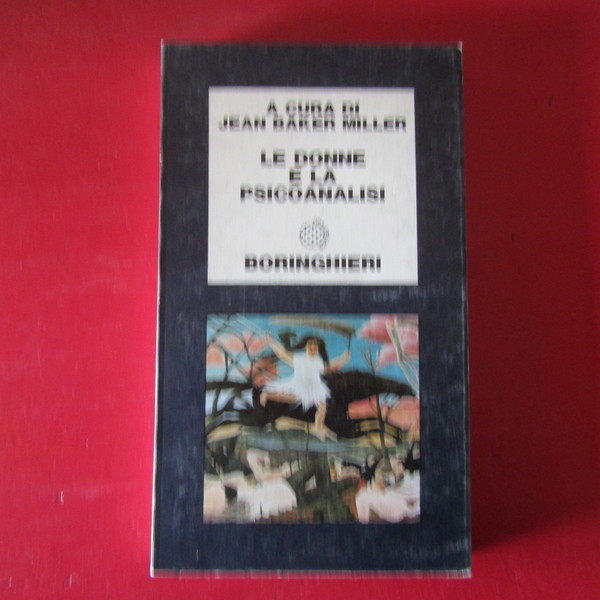 A CURA DI
JEAN BAKER MILLER
LE DONNE
E LA
PSICOANALISI
BORINGHIERI